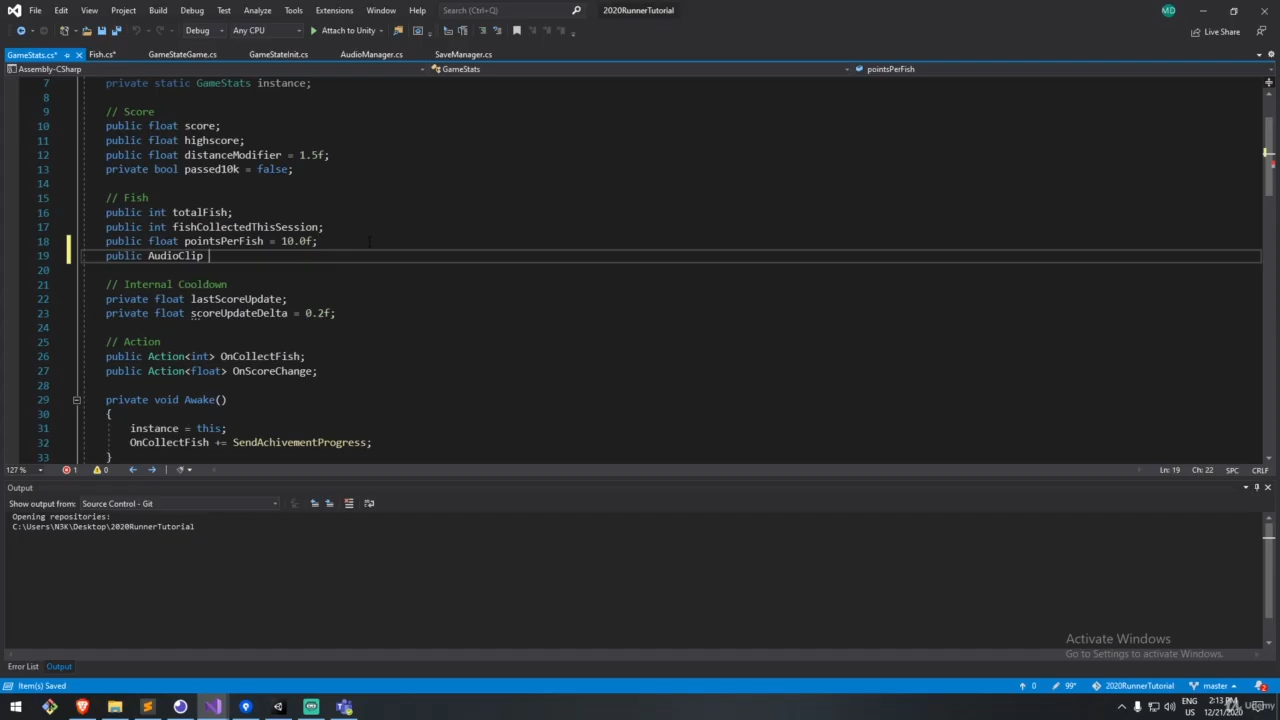 File Edit View Project Build Debug Test Analyze Tools Extensions Window Help Search (Ctrl+Q) 2020RunnerTutorial MD
Debug Any CPU Attach to Unity Live Share
GameStats.cs* Fish.cs* GameStateGame.cs GameStateInit.cs AudioManager.cs SaveManager.cs
Assembly-CSharp GameStats pointsPerFish
7 private static GameStats instance;
8
9 // Score
10 public float score;
11 public float highscore;
12 public float distanceModifier = 1.5f;
13 private bool passed10k = false;
14
15 // Fish
16 public int totalFish;
17 public int fishCollectedThisSession;
18 public float pointsPerFish = 10.0f;
19 public AudioClip
20
21 // Internal Cooldown
22 private float lastScoreUpdate;
23 private float scoreUpdateDelta = 0.2f;
24
25 // Action
26 public Action<int> OnCollectFish;
27 public Action<float> OnScoreChange;
28
29 private void Awake()
30 {
31 instance = this;
32 OnCollectFish += SendAchivementProgress;
33 }
127 % 1 0 Ln: 19 Ch: 22 SPC CRLF
Output
Show output from: Source Control - Git
Opening repositories:
C:\Users\N3K\Desktop\2020RunnerTutorial
Activate Windows
Go to Settings to activate Windows.
Error List Output
Item(s) Saved 0 99+ 2020RunnerTutorial master 2
ENG 2:13 PM
US 12/21/2020
Udemy